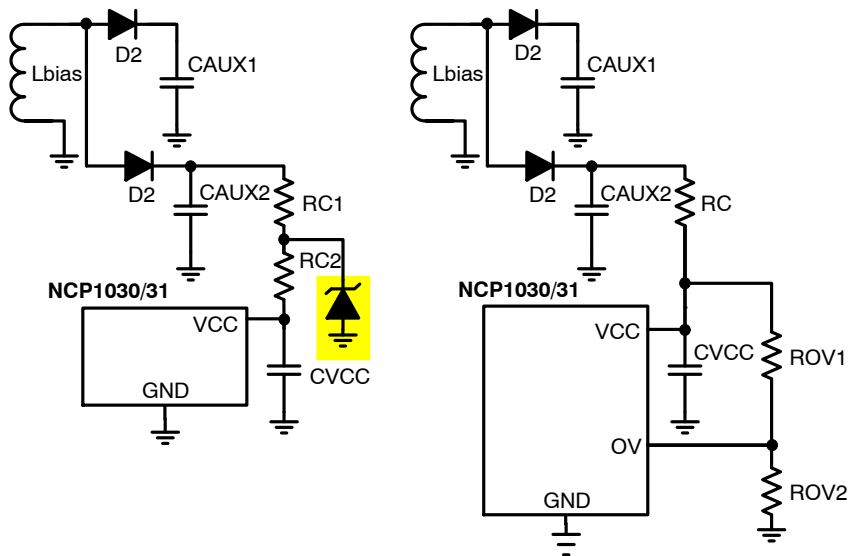 D2
CAUX1
Lbias
D2
CAUX2
RC1
RC2
NCP1030/31
VCC
CVCC
GND
D2
CAUX1
Lbias
D2
CAUX2
RC
NCP1030/31
VCC
CVCC
ROV1
OV
ROV2
GND